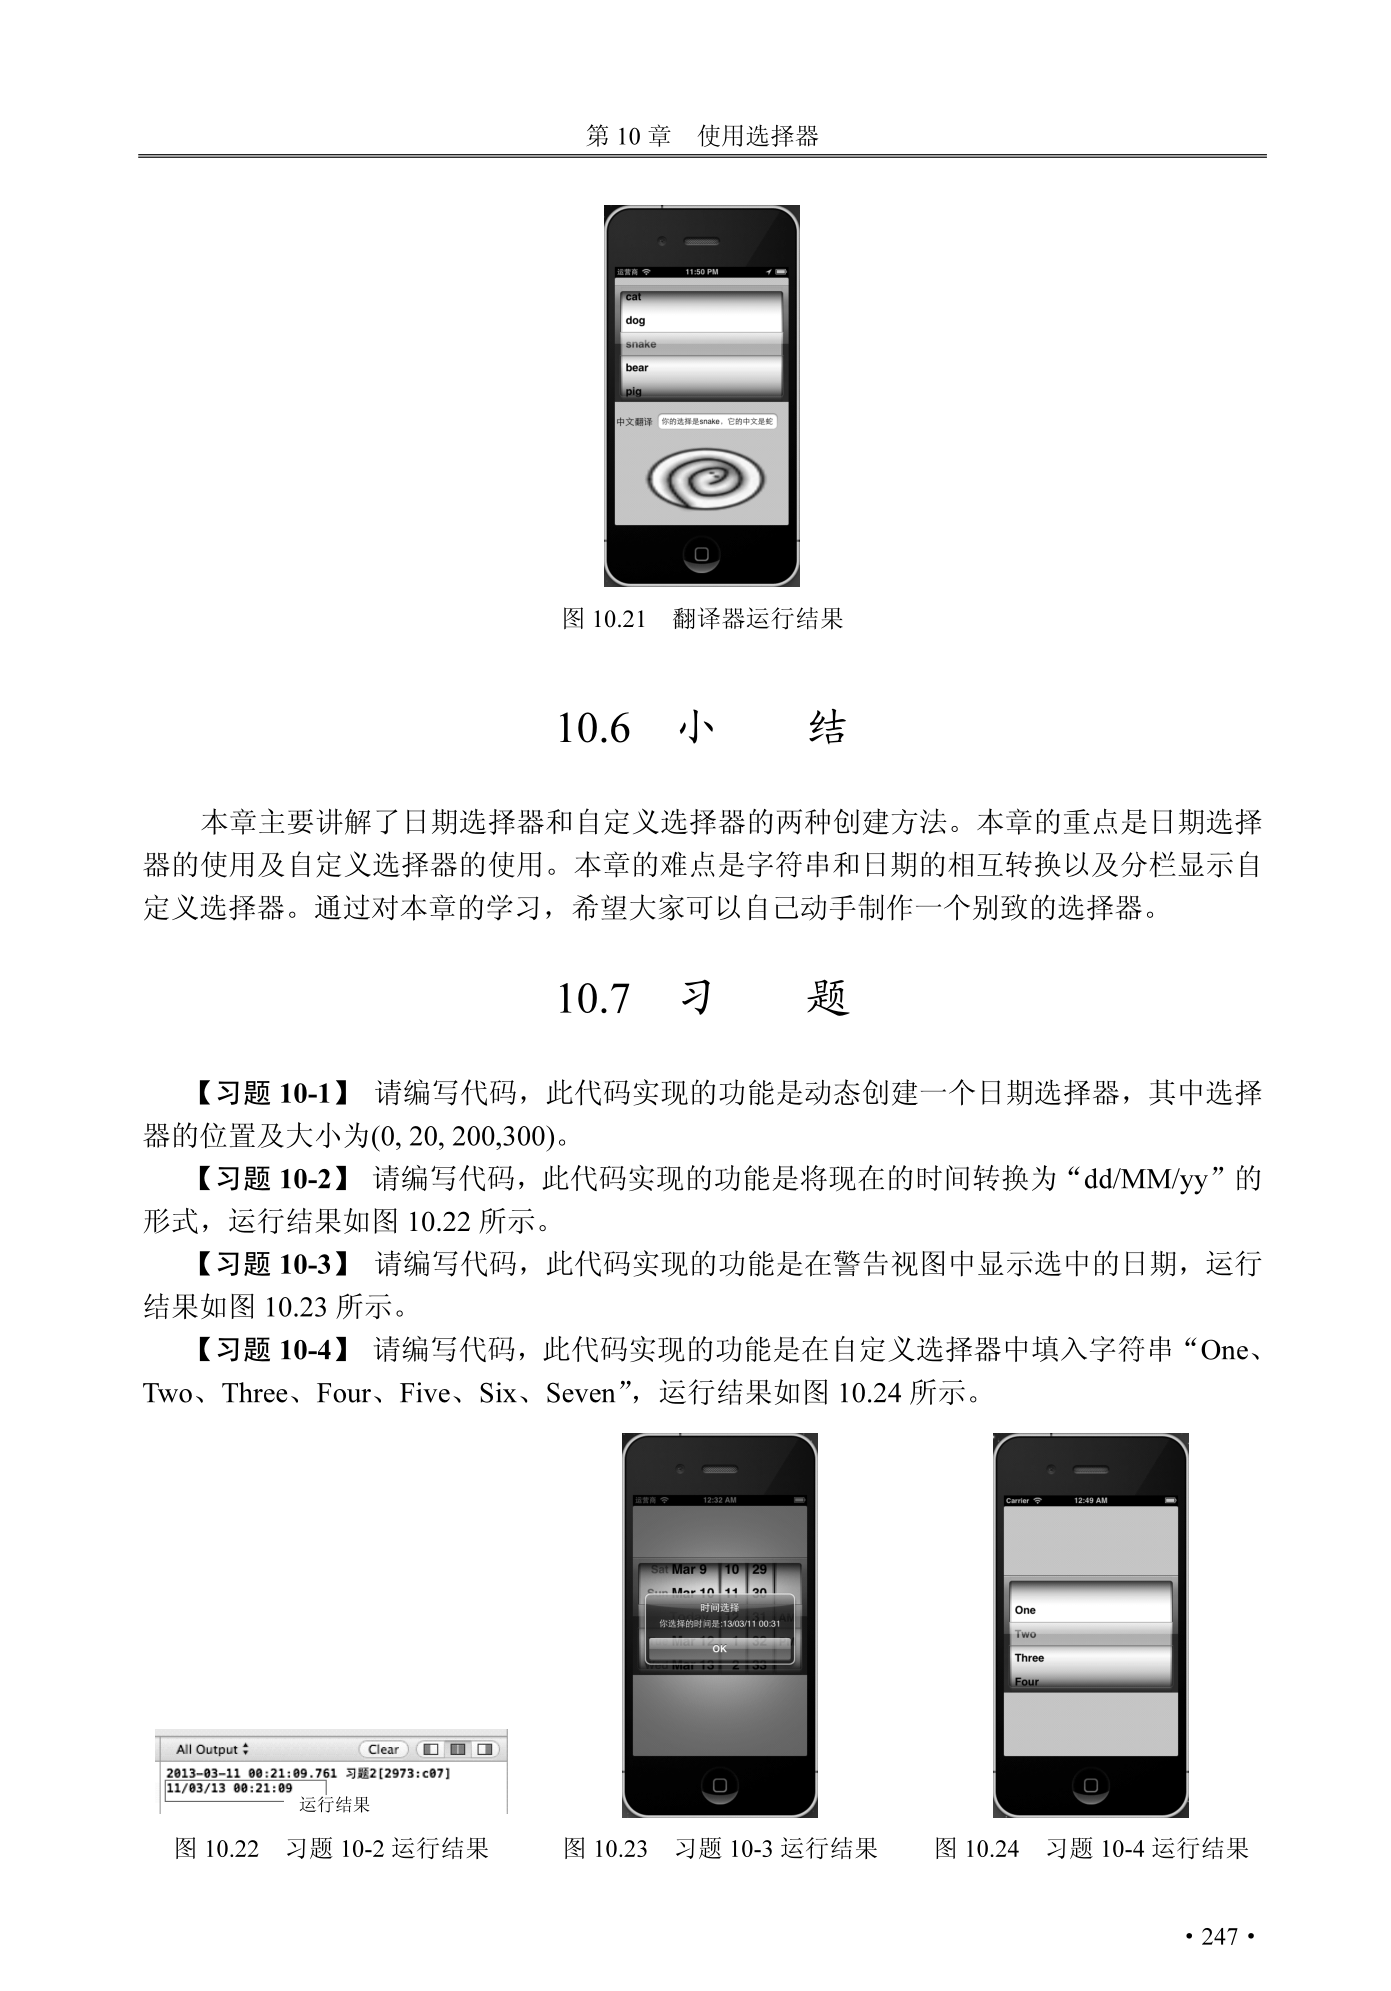 第 10 章 使用选择器
运营商 11:50 PM
cat
dog
snake
bear
pig
中文翻译 你的选择是snake，它的中文是蛇
图 10.21 翻译器运行结果
10.6 小 结
本章主要讲解了日期选择器和自定义选择器的两种创建方法。本章的重点是日期选择
器的使用及自定义选择器的使用。本章的难点是字符串和日期的相互转换以及分栏显示自
定义选择器。通过对本章的学习，希望大家可以自己动手制作一个别致的选择器。
10.7 习 题
【习题 10-1】 请编写代码，此代码实现的功能是动态创建一个日期选择器，其中选择
器的位置及大小为(0, 20, 200,300)。
【习题 10-2】 请编写代码，此代码实现的功能是将现在的时间转换为“dd/MM/yy”的
形式，运行结果如图 10.22 所示。
【习题 10-3】 请编写代码，此代码实现的功能是在警告视图中显示选中的日期，运行
结果如图 10.23 所示。
【习题 10-4】 请编写代码，此代码实现的功能是在自定义选择器中填入字符串“One、
Two、Three、Four、Five、Six、Seven”，运行结果如图 10.24 所示。
All Output Clear
2013-03-11 00:21:09.761 习题2[2973:c07]
11/03/13 00:21:09
运行结果
图 10.22 习题 10-2 运行结果
运营商 12:32 AM
Sat Mar 9 10 29
Sun Mar 10 11 30
时间选择
你选择的时间是:13/03/11 00:31
OK
Mar 13 2 33
图 10.23 习题 10-3 运行结果
Carrier 12:49 AM
One
Two
Three
Four
图 10.24 习题 10-4 运行结果
·247·